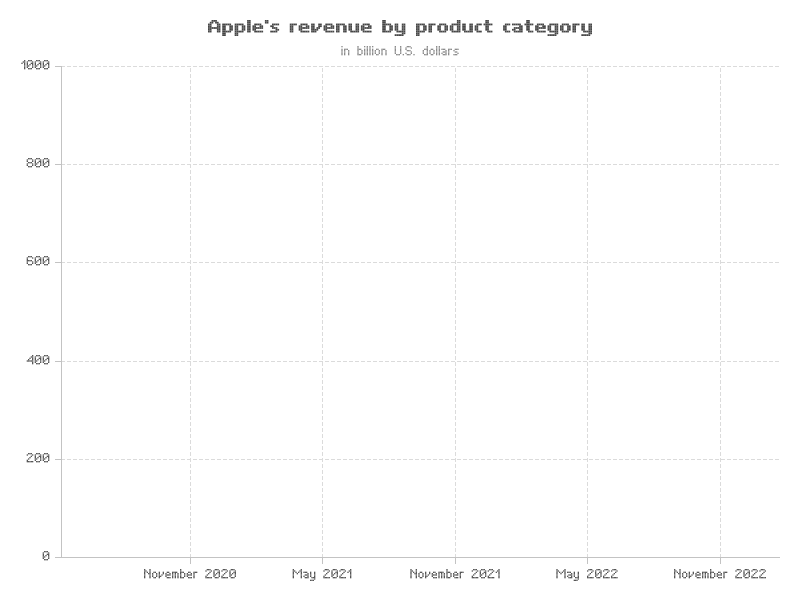 Apple's revenue by product category
in billion U.S. dollars
1000
800
600
400
200
0
November 2020 May 2021 November 2021 May 2022 November 2022